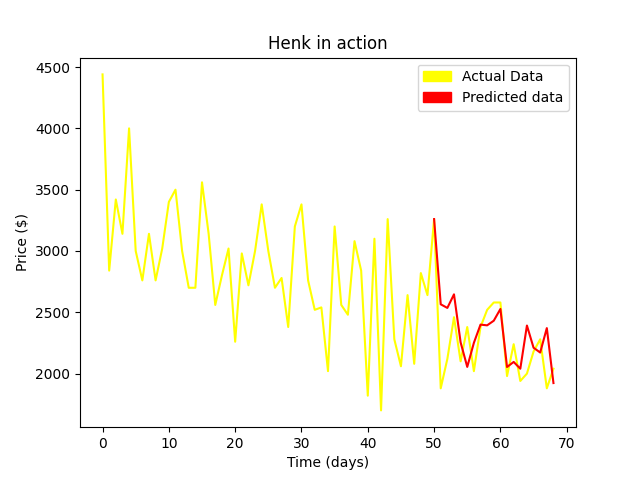 Henk in action
Actual Data
Predicted data
Price ($)
4500
4000
3500
3000
2500
2000
0 10 20 30 40 50 60 70
Time (days)